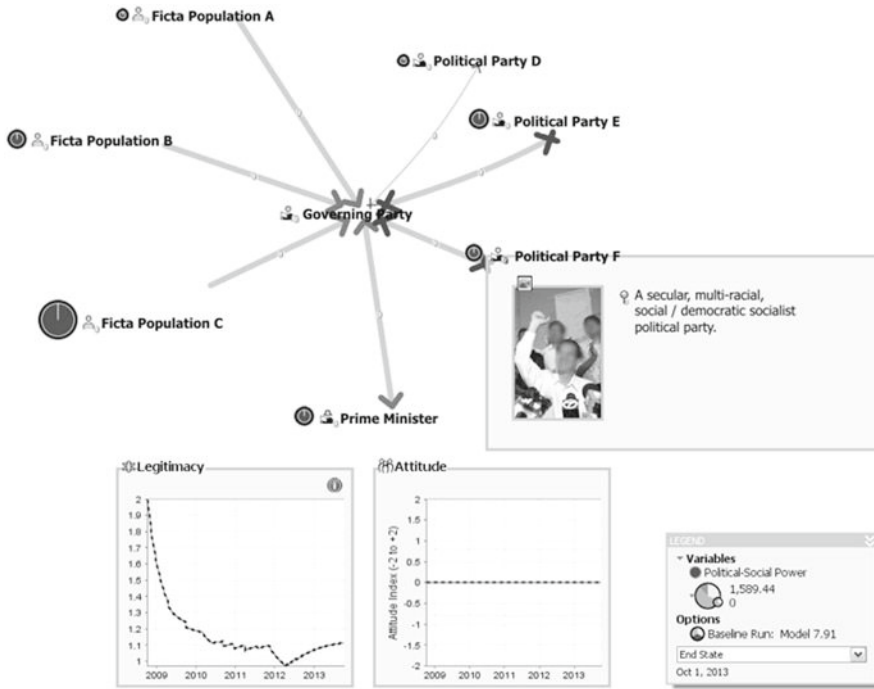 Ficta Population A
Political Party D
Political Party E
Ficta Population B
Governing Party
Political Party F
A secular, multi-racial,
social / democratic socialist
political party.
Ficta Population C
Prime Minister
Legitimacy
2
1.9
1.8
1.7
1.6
1.5
1.4
1.3
1.2
1.1
1
2009 2010 2011 2012 2013
Attitude
Attitude Index (-2 to +2)
2
1.5
1
0.5
0
-0.5
-1
-1.5
-2
2009 2010 2011 2012 2013
LEGEND
Variables
Political-Social Power
1,589.44
0
Options
Baseline Run: Model 7.91
End State
Oct 1, 2013